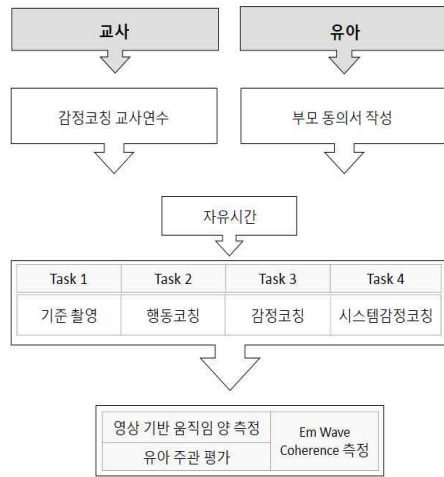 교사 유아
감정코칭 교사연수 부모 동의서 작성
자유시간
Task 1 Task 2 Task 3 Task 4
기준 촬영 행동코칭 감정코칭 시스템감정코칭
영상 기반 움직임 양 측정
유아 주관 평가
Em Wave
Coherence 측정